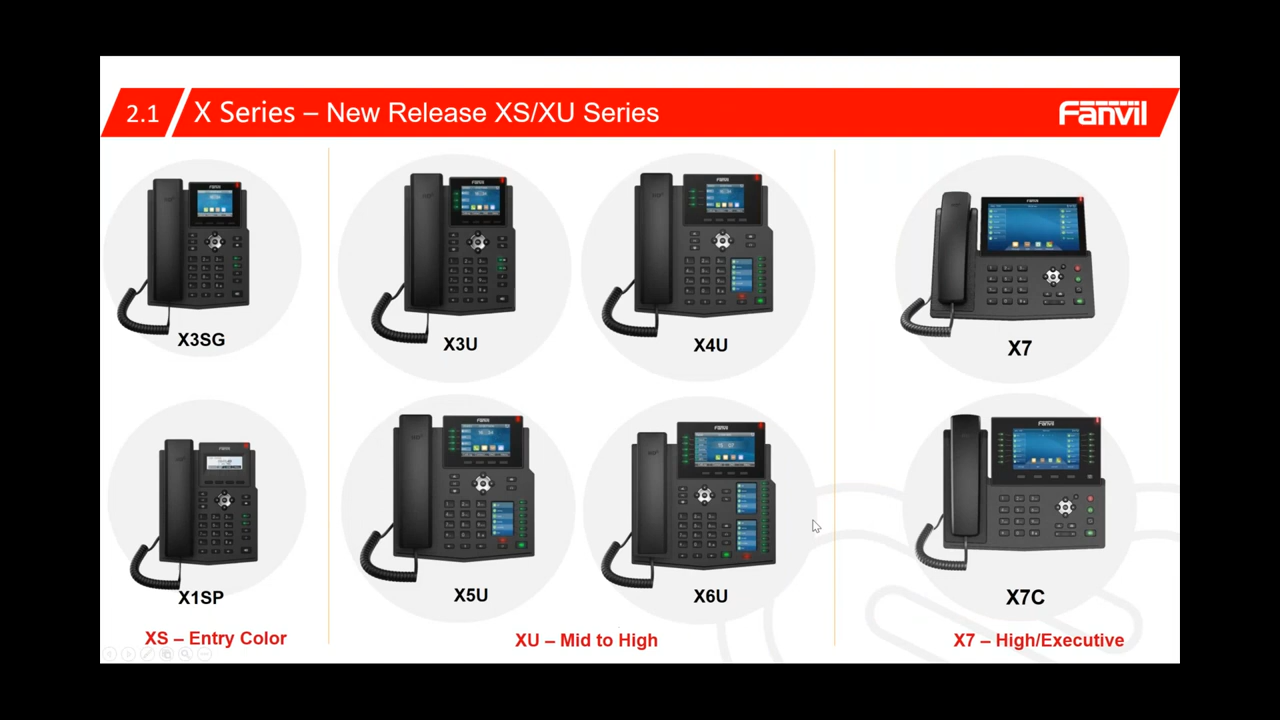 2.1
X Series – New Release XS/XU Series
Fanvil
X3SG
X3U
X4U
X7
X1SP
X5U
X6U
X7C
XS – Entry Color
XU – Mid to High
X7 – High/Executive